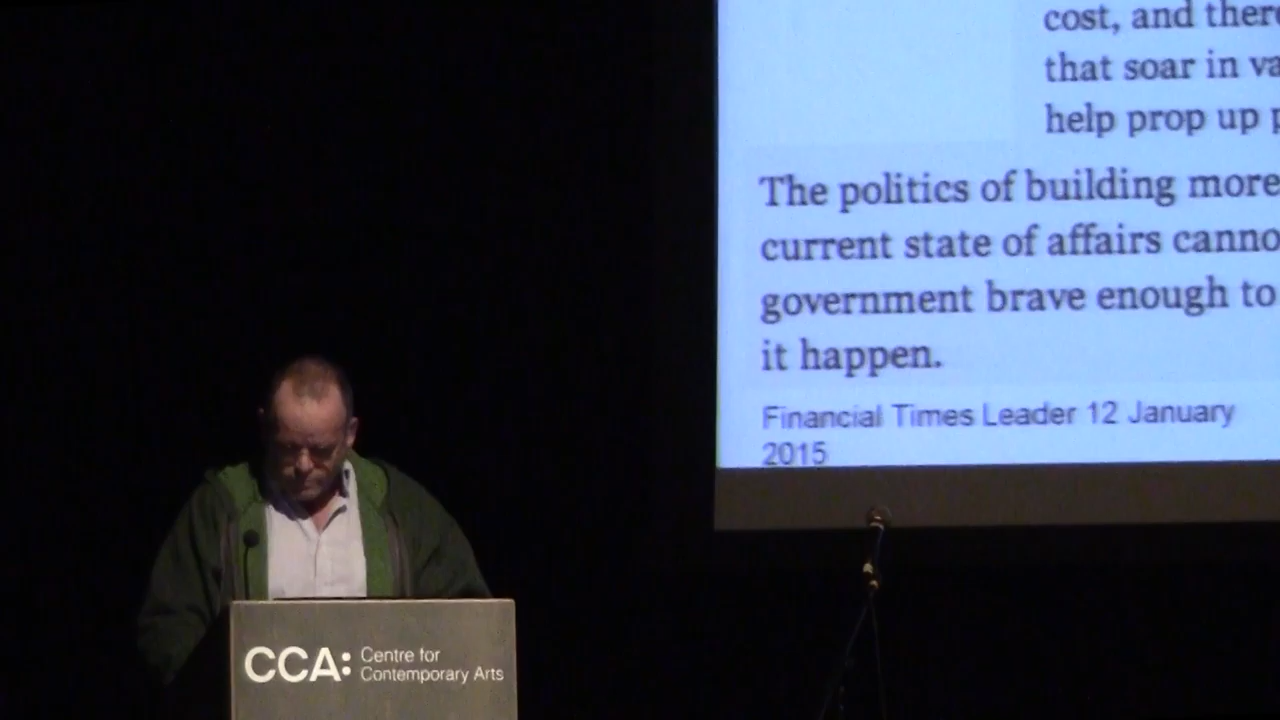 cost, and there
that soar in va
help prop up p
The politics of building more
current state of affairs canno
government brave enough to
it happen.
Financial Times Leader 12 January
2015
CCA: Centre for
Contemporary Arts